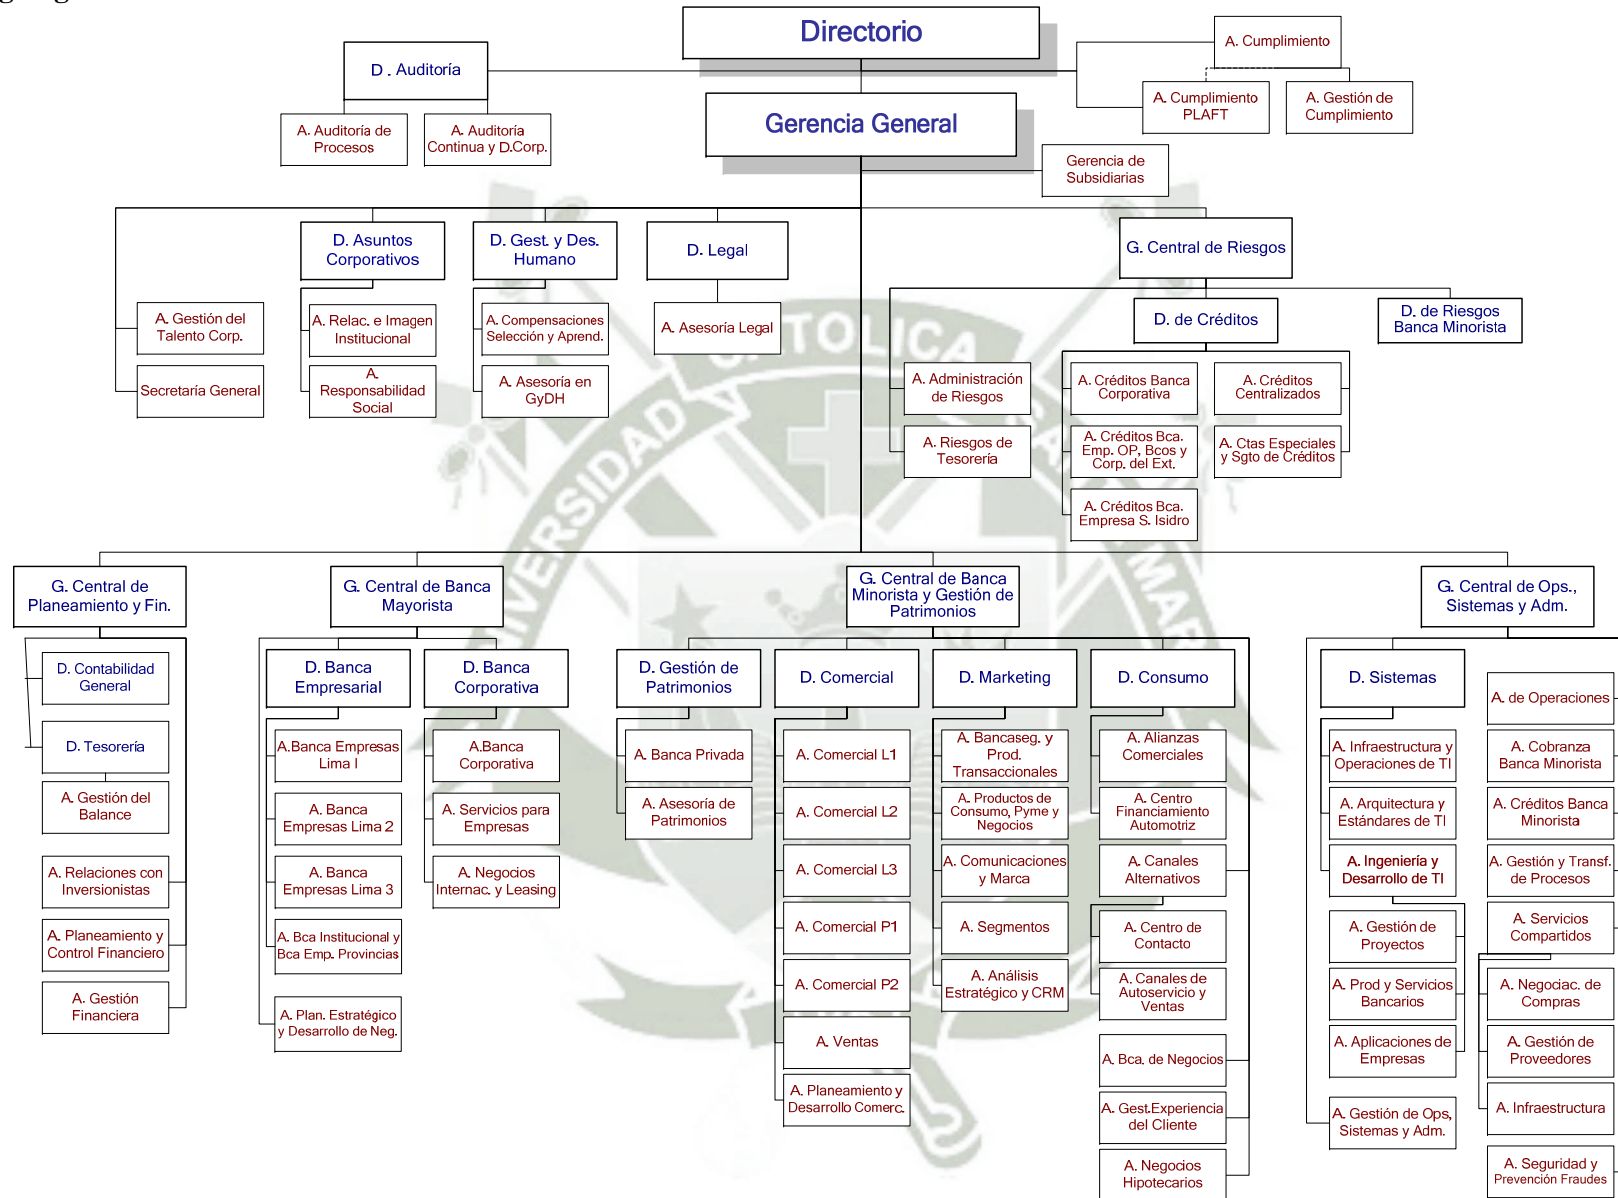 Directorio
D . Auditoría
A. Cumplimiento
A. Cumplimiento
PLAFT
A. Gestión de
Cumplimiento
Gerencia General
A. Auditoría de
Procesos
A. Auditoría
Continua y D.Corp.
Gerencia de
Subsidiarias
D. Asuntos
Corporativos
D. Gest. y Des.
Humano
D. Legal
G. Central de Riesgos
A. Gestión del
Talento Corp.
Secretaría General
A. Relac. e Imagen
Institucional
A.
Responsabilidad
Social
A. Compensaciones
Selección y Aprend.
A. Asesoría en
GyDH
A. Asesoría Legal
D. de Créditos
D. de Riesgos
Banca Minorista
A. Administración
de Riesgos
A. Riesgos de
Tesorería
A. Créditos Banca
Corporativa
A. Créditos Bca.
Emp. OP, Bcos y
Corp. del Ext.
A. Créditos Bca.
Empresa S. Isidro
A. Créditos
Centralizados
A. Ctas Especiales
y Sgto de Créditos
UNIVERSIDAD CATOLICA
G. Central de
Planeamiento y Fin.
D. Contabilidad
General
D. Tesorería
A. Gestión del
Balance
A. Relaciones con
Inversionistas
A. Planeamiento y
Control Financiero
A. Gestión
Financiera
G. Central de Banca
Mayorista
D. Banca
Empresarial
A.Banca Empresas
Lima I
A. Banca
Empresas Lima 2
A. Banca
Empresas Lima 3
A. Bca Institucional y
Bca Emp. Provincias
A. Plan. Estratégico
y Desarrollo de Neg.
D. Banca
Corporativa
A.Banca
Corporativa
A. Servicios para
Empresas
A. Negocios
Internac. y Leasing
G. Central de Banca
Minorista y Gestión de
Patrimonios
D. Gestión de
Patrimonios
A. Banca Privada
A. Asesoría de
Patrimonios
D. Comercial
A. Comercial L1
A. Comercial L2
A. Comercial L3
A. Comercial P1
A. Comercial P2
A. Ventas
A. Planeamiento y
Desarrollo Comerc.
D. Marketing
A. Bancaseg. y
Prod.
Transaccionales
A. Productos de
Consumo, Pyme y
Negocios
A. Comunicaciones
y Marca
A. Segmentos
A. Análisis
Estratégico y CRM
D. Consumo
A. Alianzas
Comerciales
A. Centro
Financiamiento
Automotriz
A. Canales
Alternativos
A. Centro de
Contacto
A. Canales de
Autoservicio y
Ventas
A. Bca. de Negocios
A. Gest.Experiencia
del Cliente
A. Negocios
Hipotecarios
G. Central de Ops.,
Sistemas y Adm.
D. Sistemas
A. Infraestructura y
Operaciones de TI
A. Arquitectura y
Estándares de TI
A. Ingeniería y
Desarrollo de TI
A. Gestión de
Proyectos
A. Prod y Servicios
Bancarios
A. Aplicaciones de
Empresas
A. Gestión de Ops,
Sistemas y Adm.
A. de Operaciones
A. Cobranza
Banca Minorista
A. Créditos Banca
Minorista
A. Gestión y Transf.
de Procesos
A. Servicios
Compartidos
A. Negociac. de
Compras
A. Gestión de
Proveedores
A. Infraestructura
A. Seguridad y
Prevención Fraudes